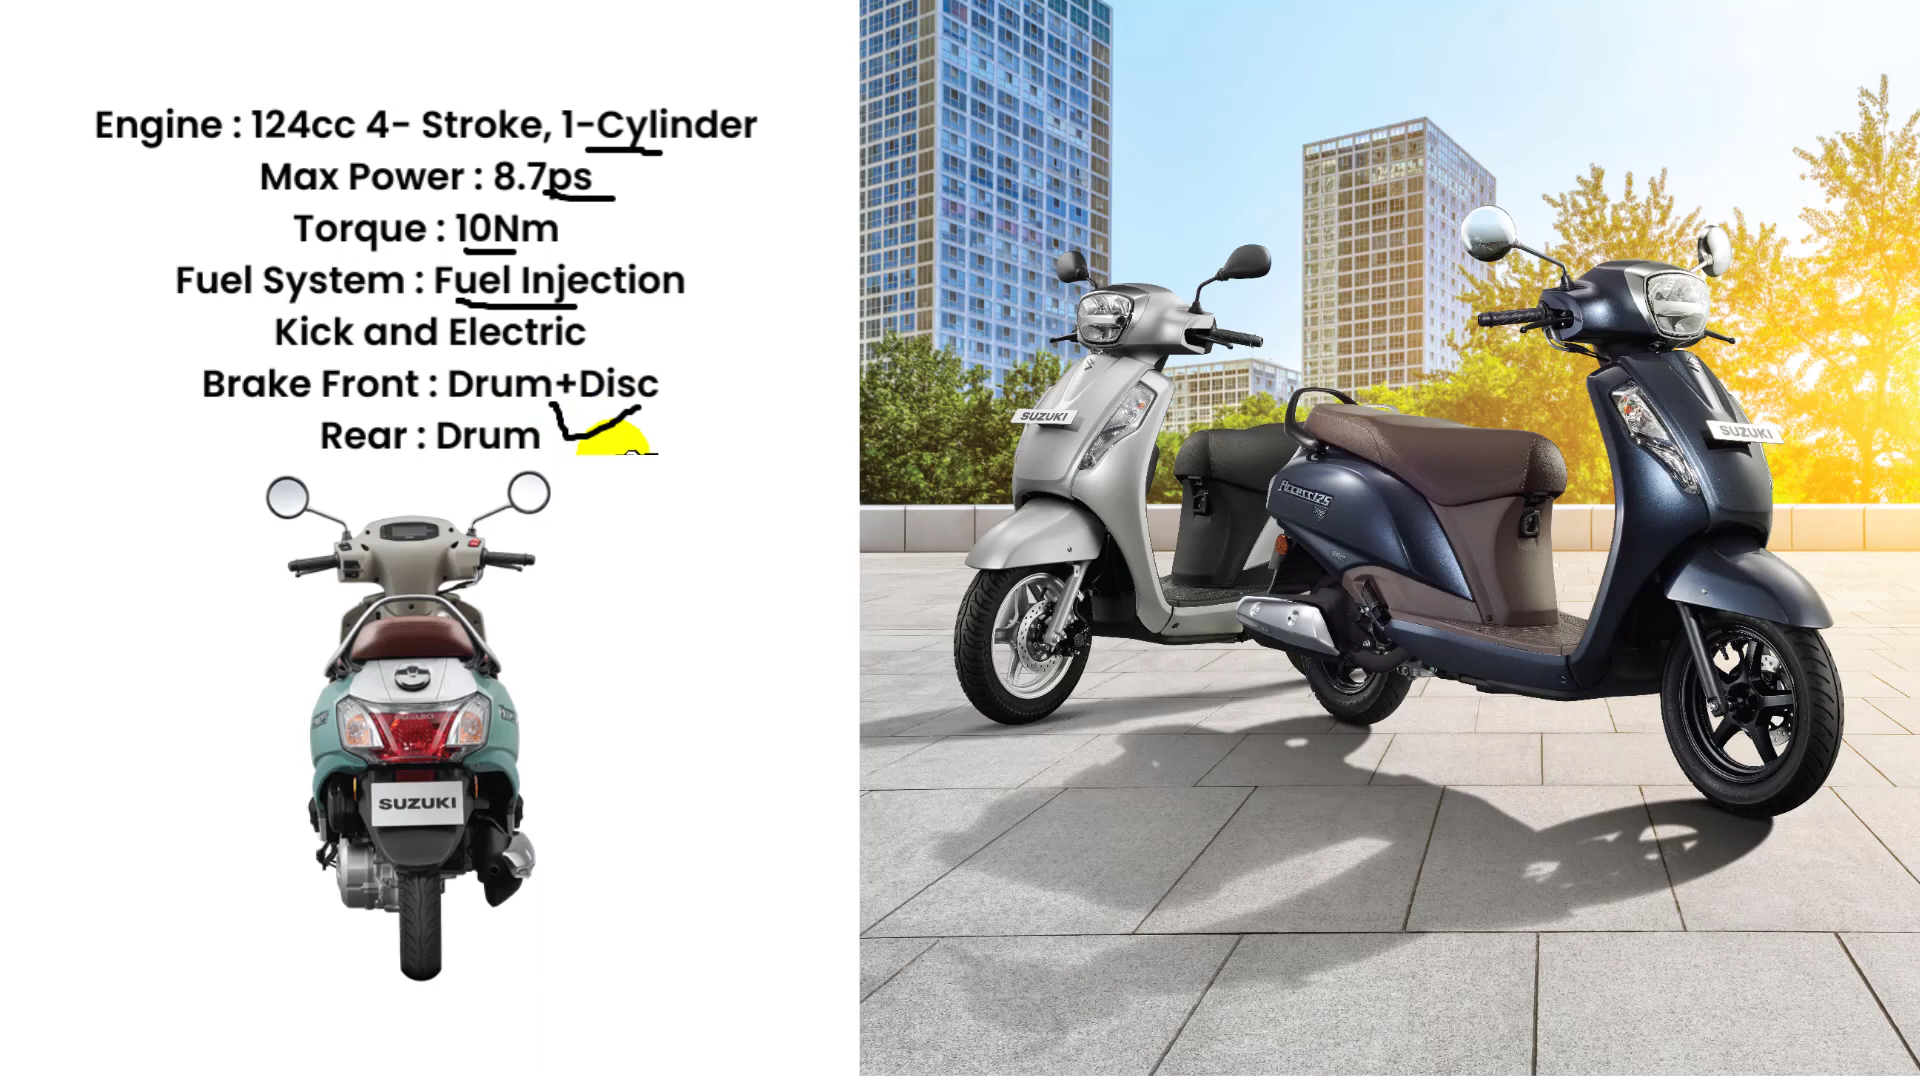 Engine : 124cc 4- Stroke, 1-Cylinder
Max Power : 8.7ps
Torque : 10Nm
Fuel System : Fuel Injection
Kick and Electric
Brake Front : Drum+Disc
Rear : Drum
SUZUKI
SUZUKI
SUZUKI
Access125